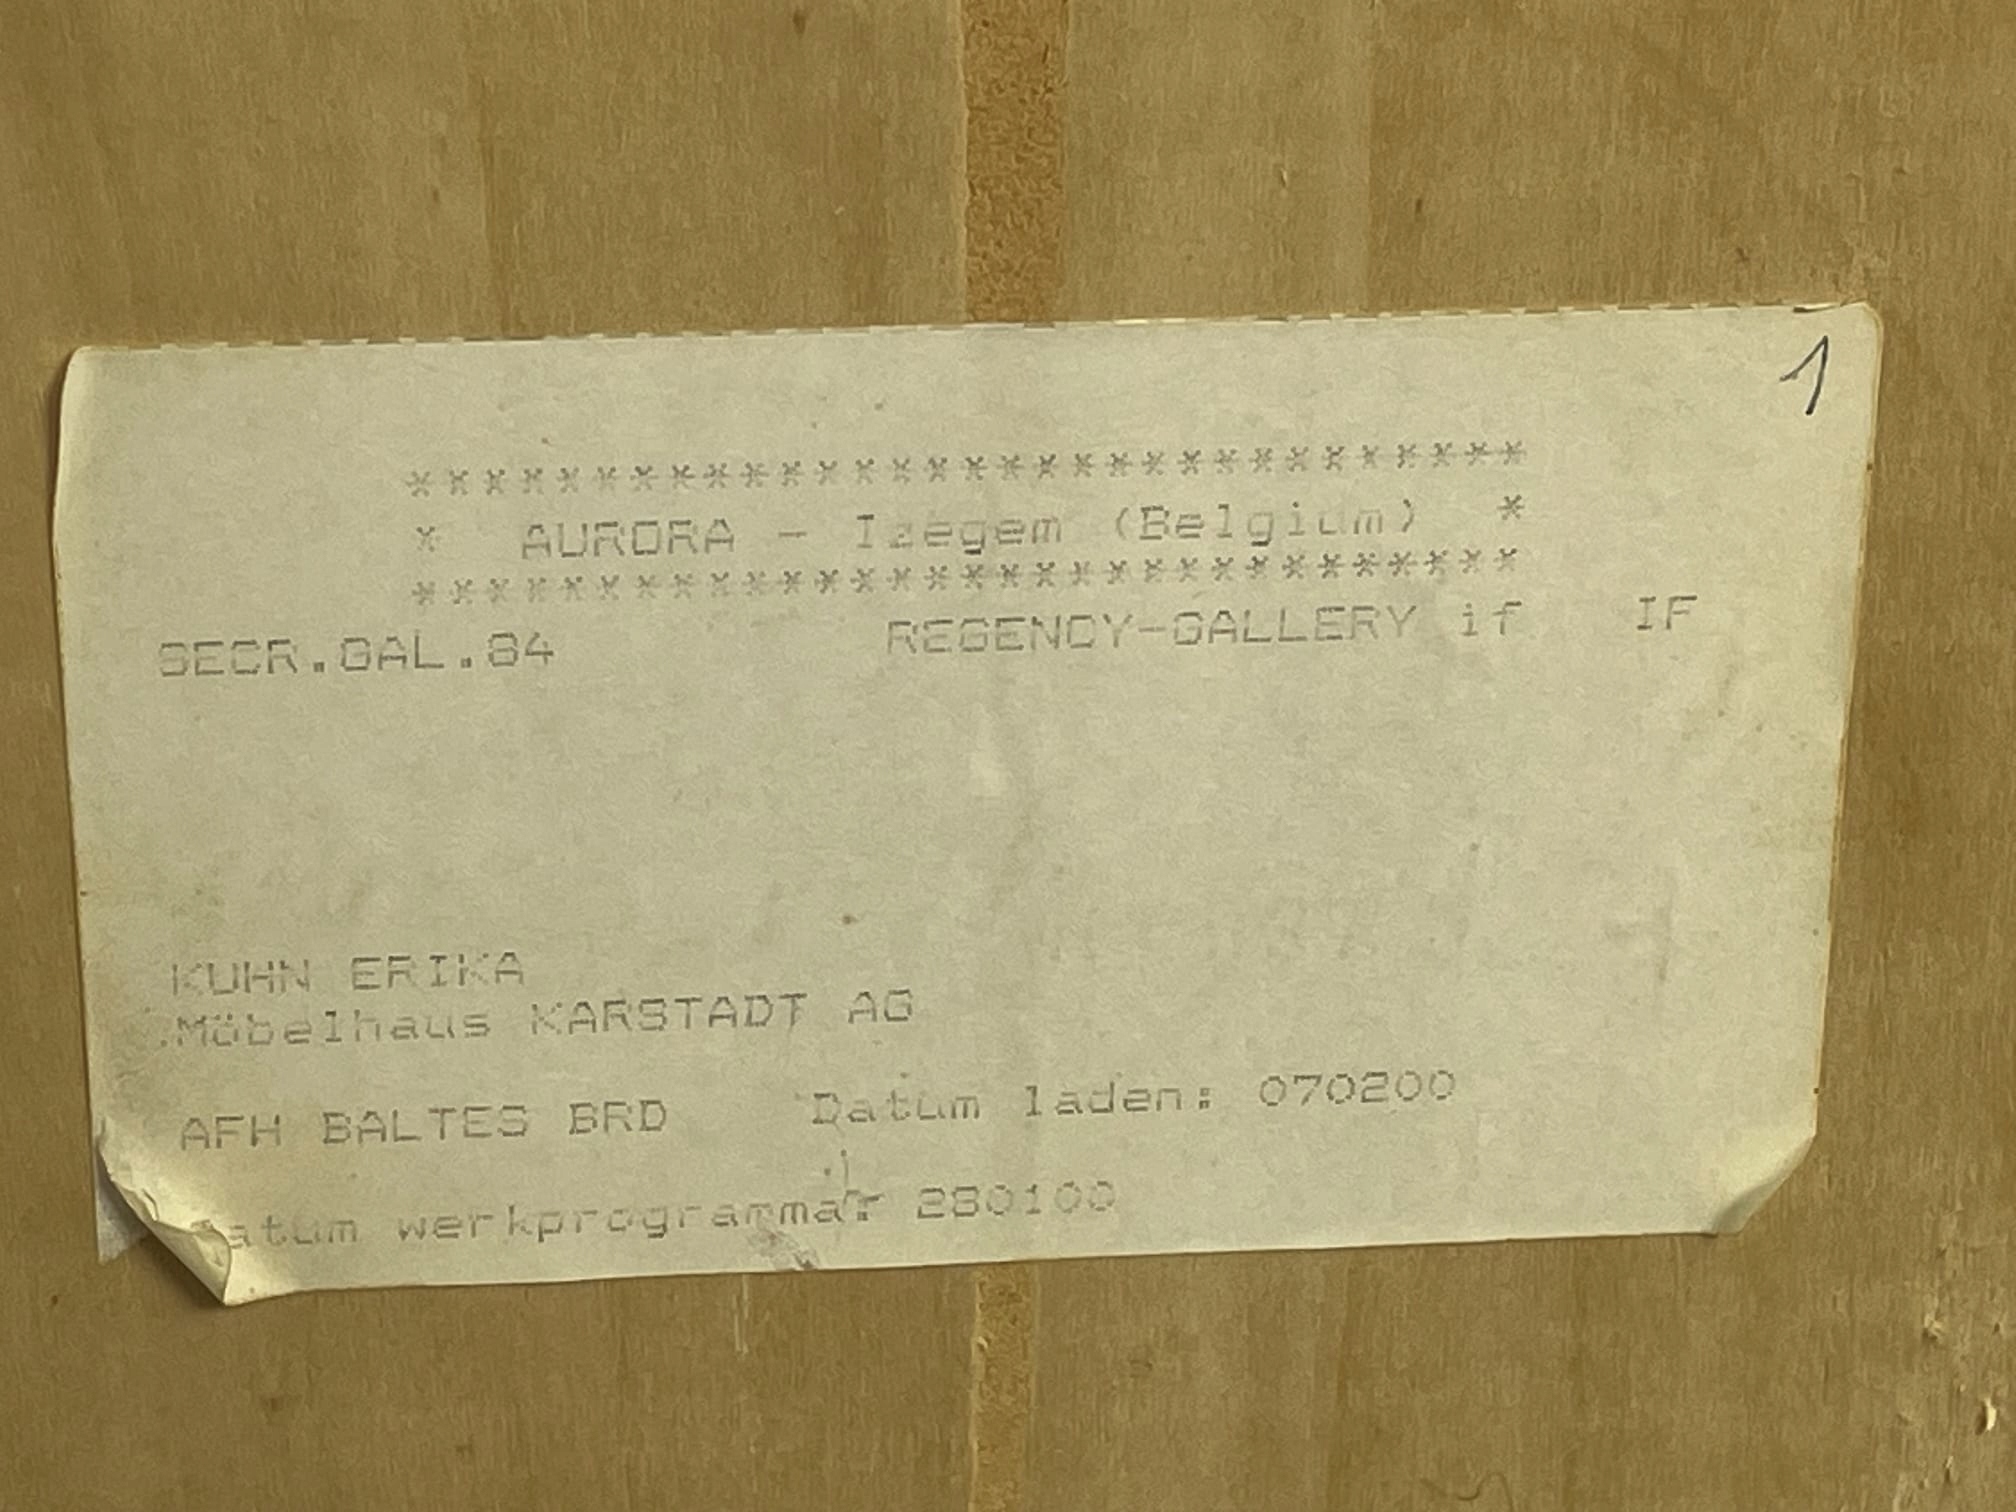 1
******************************
* AURORA - Izegem (Belgium) *
******************************
SECR.GAL.84 REGENCY-GALLERY if IF
KUHN ERIKA
Möbelhaus KARSTADT AG
AFH BALTES BRD Datum laden: 070200
Datum werkprogramma: 280100